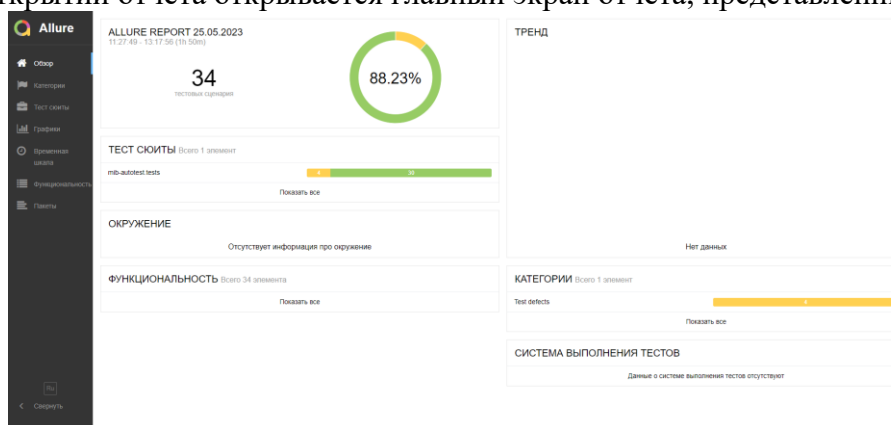 крытии отчета открывается главный экран отчета, представлен
Allure
Обзор
Категории
Тест сюиты
Графики
Временная
шкала
Функциональность
Пакеты
Ru
Свернуть
ALLURE REPORT 25.05.2023
11:27:49 - 13:17:56 (1h 50m)
34
тестовых сценария
88.23%
ТЕСТ СЮИТЫ Всего 1 элемент
mb-autotest.tests 4 30
Показать все
ОКРУЖЕНИЕ
Отсутствует информация про окружение
ФУНКЦИОНАЛЬНОСТЬ Всего 34 элемента
Показать все
ТРЕНД
Нет данных
КАТЕГОРИИ Всего 1 элемент
Test defects 4
Показать все
СИСТЕМА ВЫПОЛНЕНИЯ ТЕСТОВ
Данные о системе выполнения тестов отсутствуют